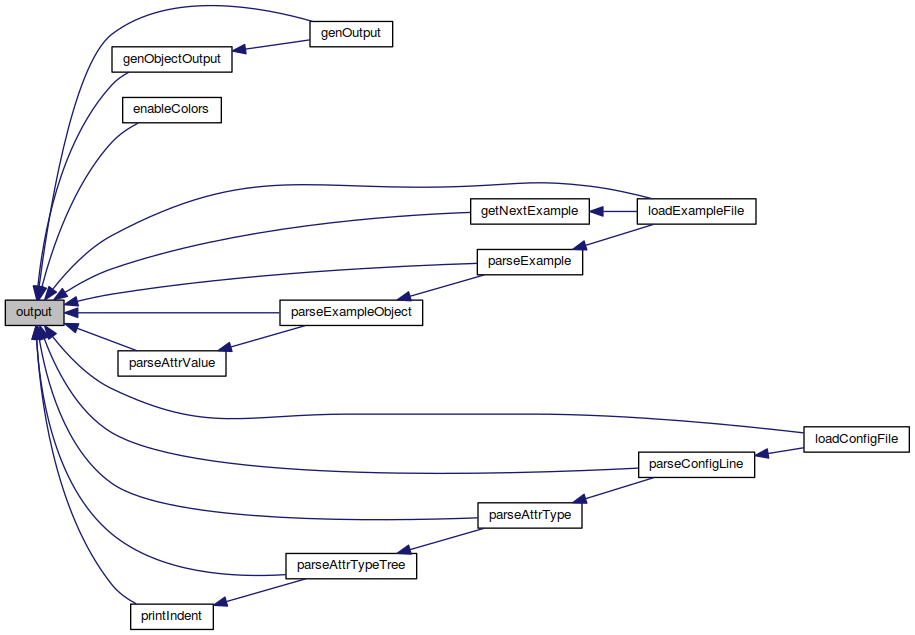 genOutput
genObjectOutput
enableColors
getNextExample
loadExampleFile
parseExample
output
parseExampleObject
parseAttrValue
loadConfigFile
parseConfigLine
parseAttrType
parseAttrTypeTree
printIndent